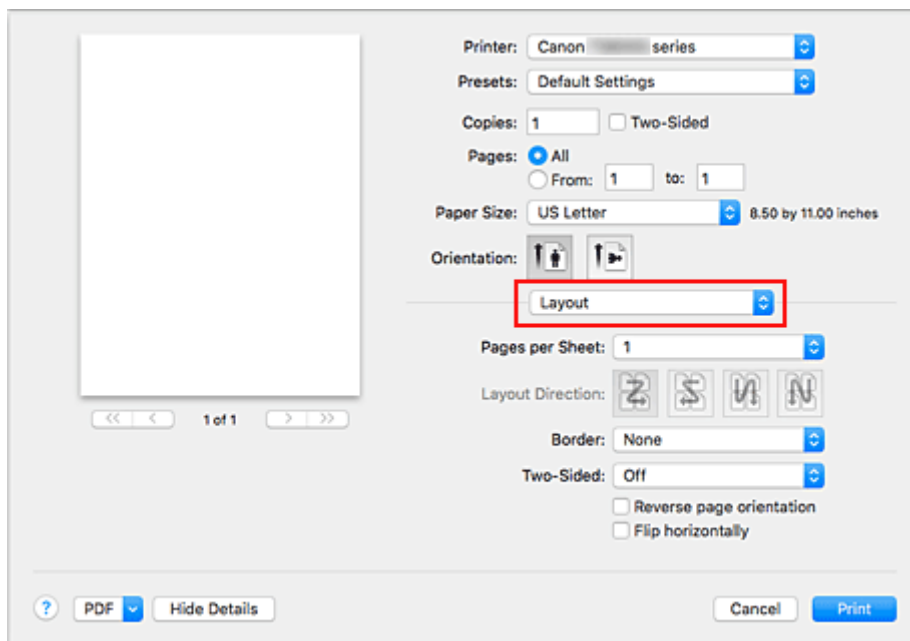 Printer: Canon series
Presets: Default Settings
Copies: 1 Two-Sided
Pages: All
From: 1 to: 1
Paper Size: US Letter 8.50 by 11.00 inches
Orientation:
Layout
Pages per Sheet: 1
Layout Direction:
<< < 1 of 1 > >>
Border: None
Two-Sided: Off
Reverse page orientation
Flip horizontally
? PDF Hide Details Cancel Print